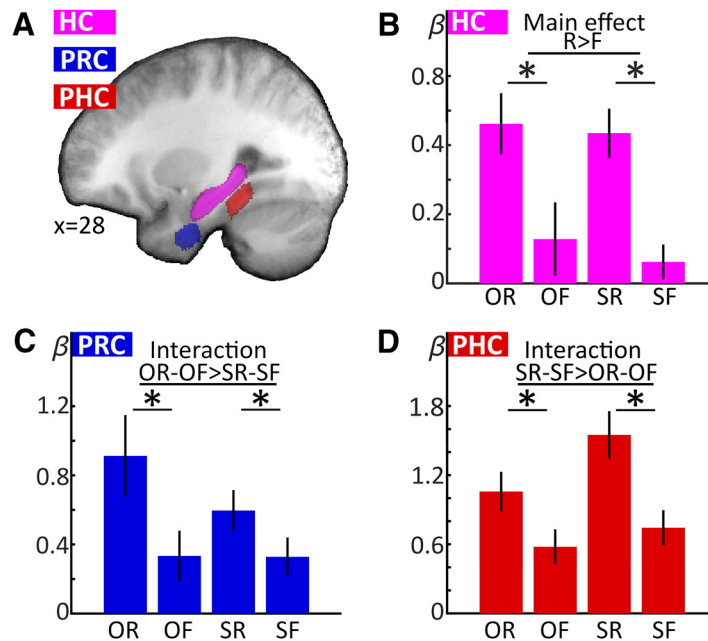 A
HC
PRC
PHC
x=28
B
β HC
Main effect
R>F
* *
0.8
0.4
0.2
0
OR OF SR SF
C
β PRC
Interaction
OR-OF>SR-SF
* *
1.2
0.8
0.4
0
OR OF SR SF
D
β PHC
Interaction
SR-SF>OR-OF
* *
1.8
1.2
0.6
0
OR OF SR SF